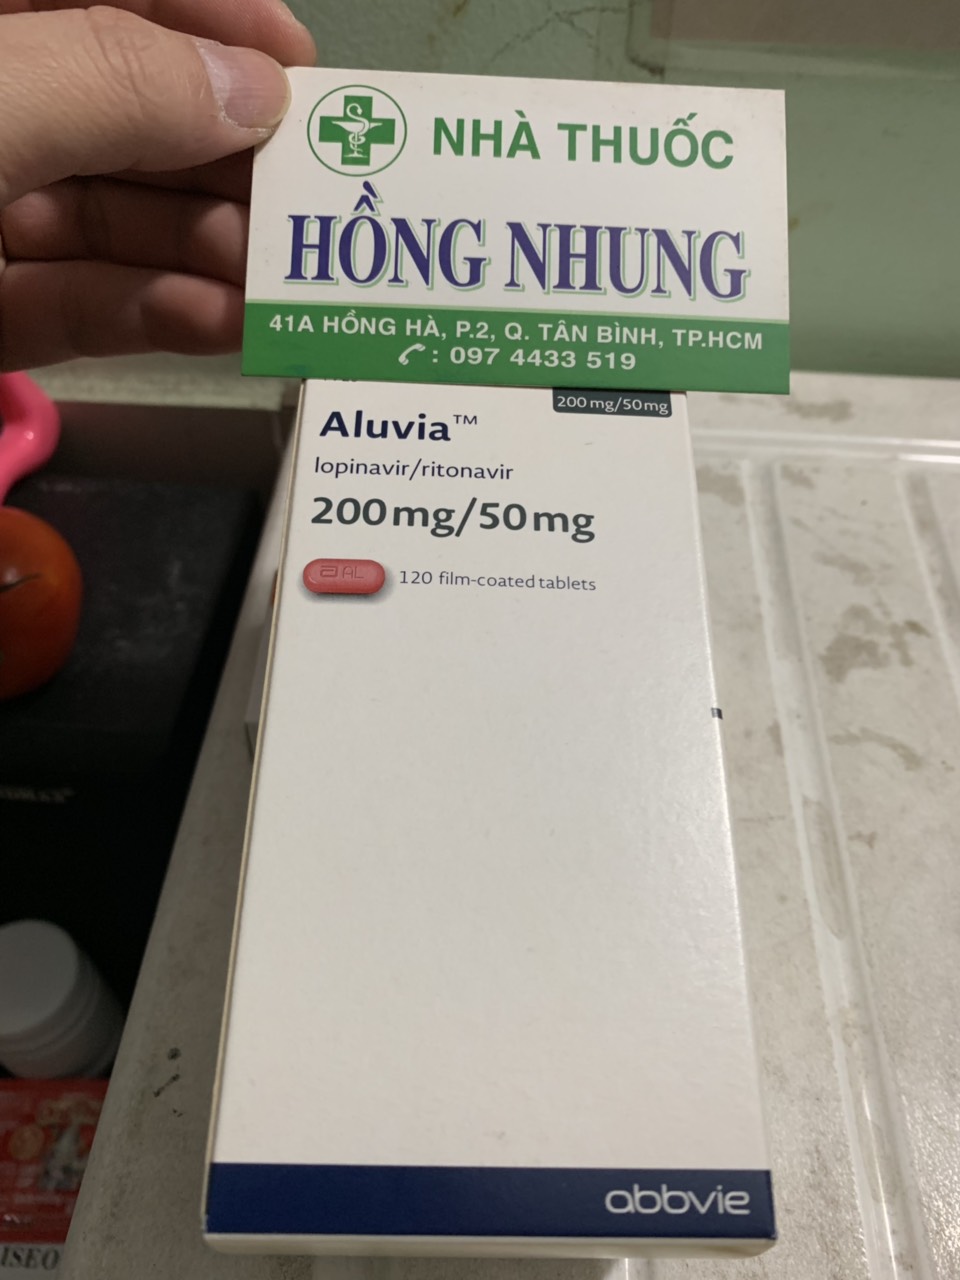 NHÀ THUỐC
HỒNG NHUNG
41A HỒNG HÀ, P.2, Q. TÂN BÌNH, TP.HCM
: 097 4433 519
200 mg/50 mg
Aluvia™
lopinavir/ritonavir
200 mg/50 mg
a AL
120 film-coated tablets
abbvie